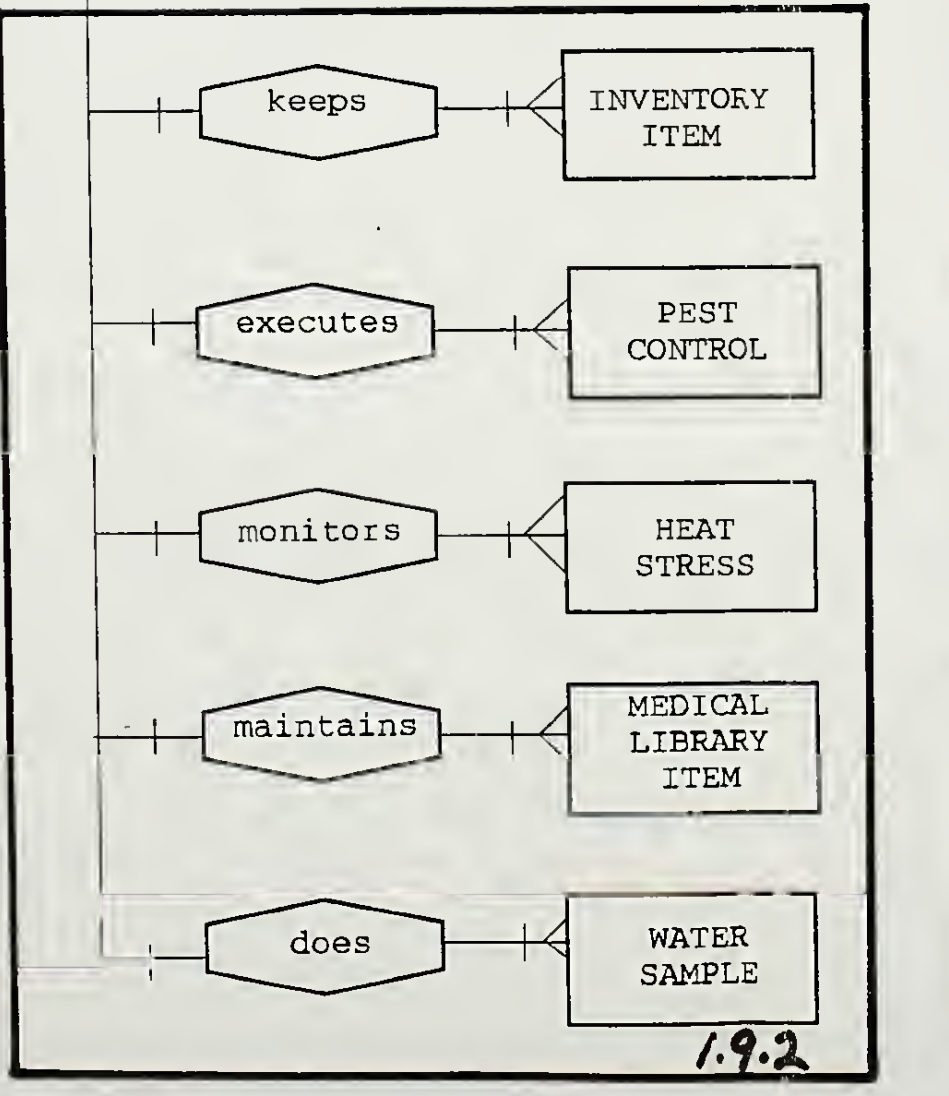 keeps
INVENTORY
ITEM
executes
PEST
CONTROL
monitors
HEAT
STRESS
maintains
MEDICAL
LIBRARY
ITEM
does
WATER
SAMPLE
1.9.2